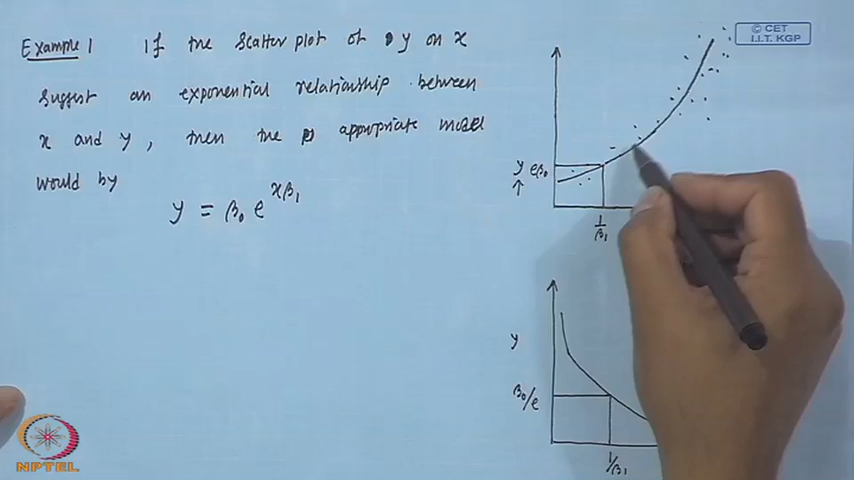 Example 1 If the scatter plot of y on x
suggest an exponential relationship between
x and y, then the appropriate model
would by
y = β₀ e^{xβ₁}
© CET
I.I.T. KGP
y eβ₀
↑
1/β₁
y
β₀/e
1/β₁
NPTEL